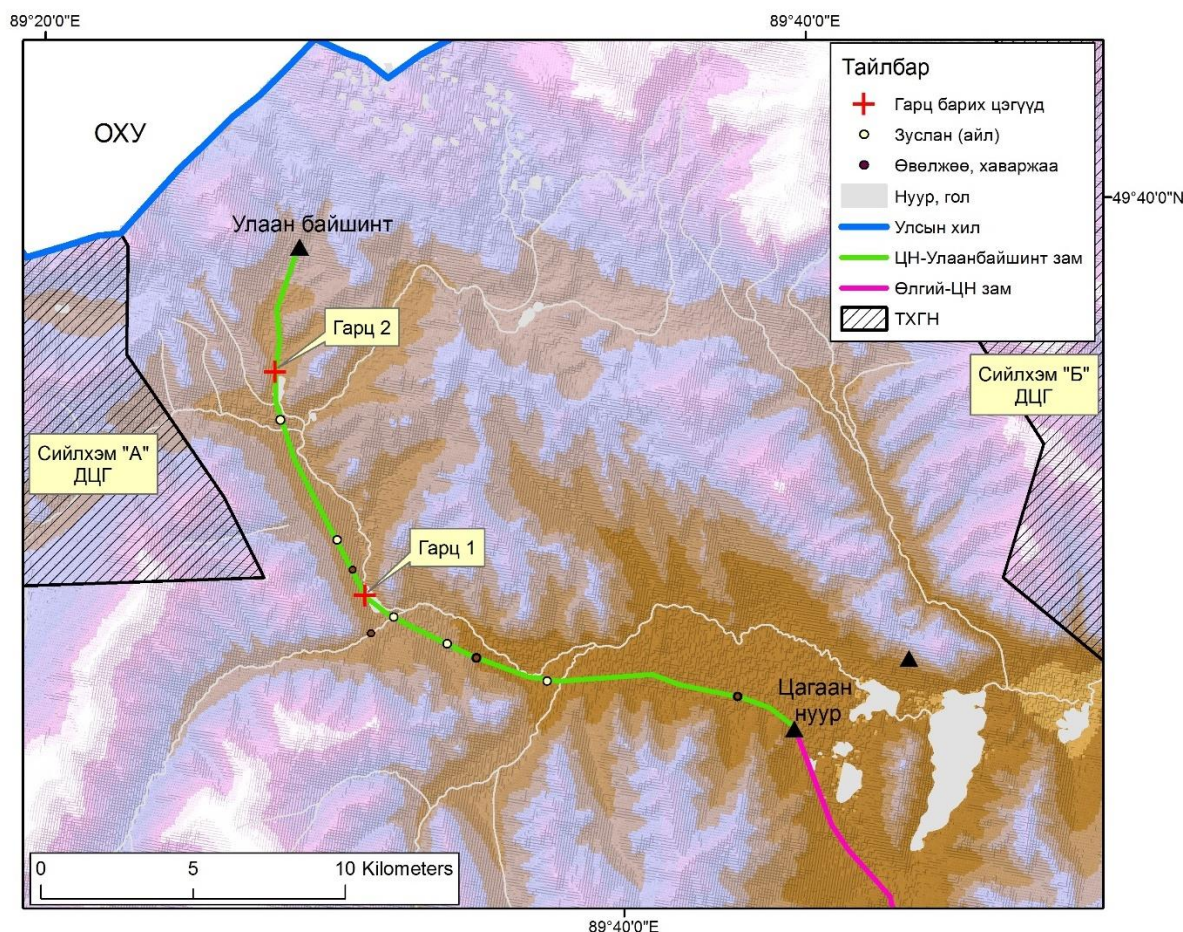 89°20'0"E
89°40'0"E
Тайлбар
Гарц барих цэгүүд
Зуслан (айл)
Өвөлжөө, хаваржаа
Нуур, гол
Улсын хил
ЦН-Улаанбайшинт зам
Өлгий-ЦН зам
ТХГН
ОХУ
49°40'0"N
Улаан байшинт
Гарц 2
Сийлхэм "Б"
ДЦГ
Сийлхэм "А"
ДЦГ
Гарц 1
Цагаан
нуур
0 5 10 Kilometers
89°40'0"E